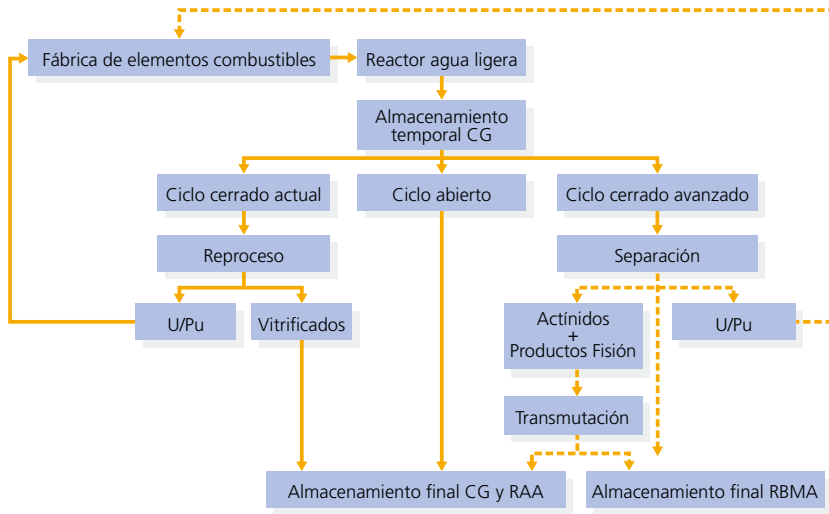 Fábrica de elementos combustibles
Reactor agua ligera
Almacenamiento
temporal CG
Ciclo cerrado actual
Ciclo abierto
Ciclo cerrado avanzado
Reproceso
Separación
U/Pu
Vitrificados
Actínidos
+
Productos Fisión
U/Pu
Transmutación
Almacenamiento final CG y RAA
Almacenamiento final RBMA